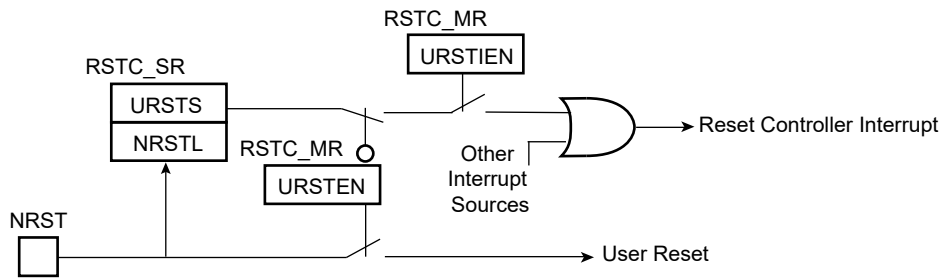 RSTC_MR
URSTIEN
RSTC_SR
URSTS
NRSTL
RSTC_MR
URSTEN
Other
Interrupt
Sources
Reset Controller Interrupt
NRST
User Reset